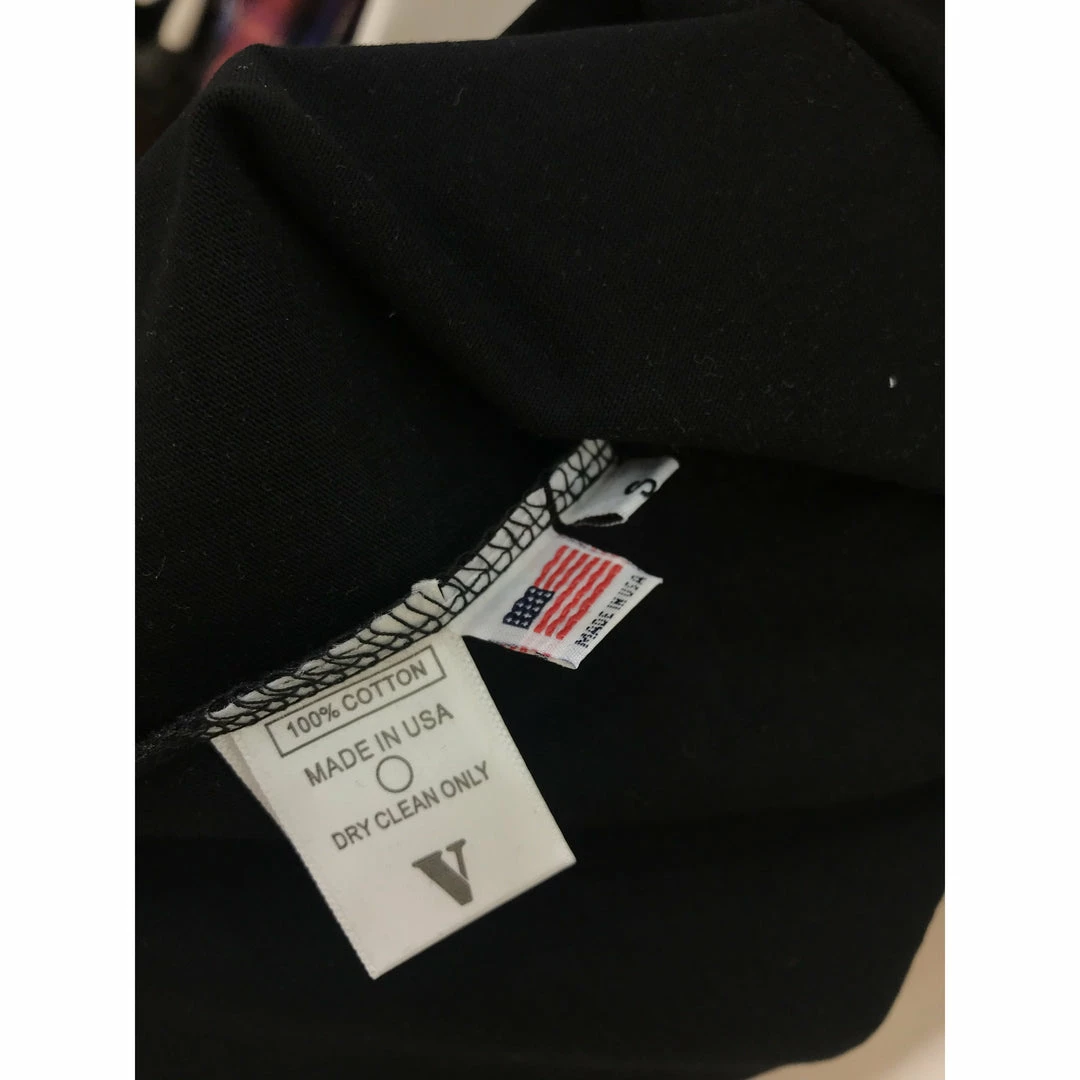 S
MADE IN USA
100% COTTON
MADE IN USA
DRY CLEAN ONLY
V